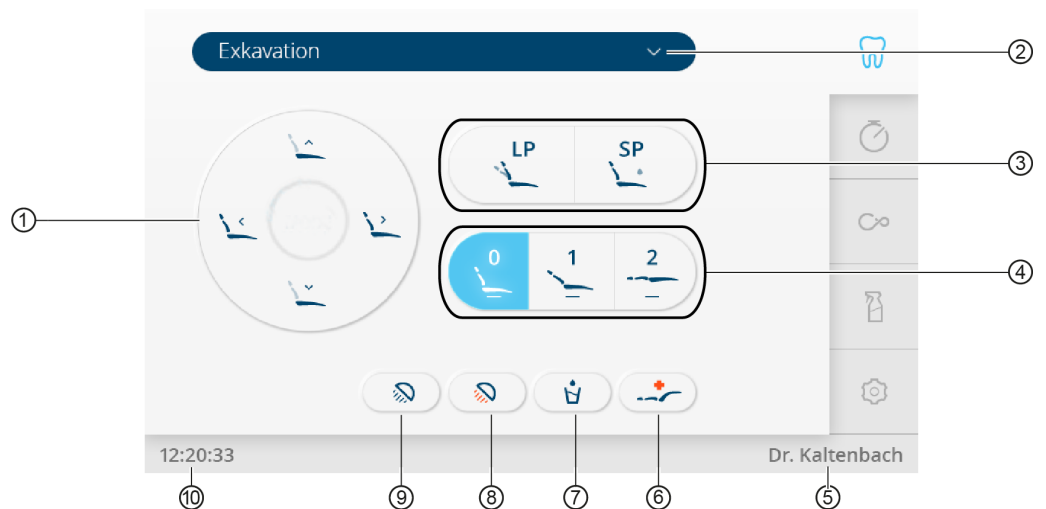 Exkavation
②
LP SP
③
①
0 1 2
④
12:20:33 Dr. Kaltenbach
⑩ ⑨ ⑧ ⑦ ⑥ ⑤